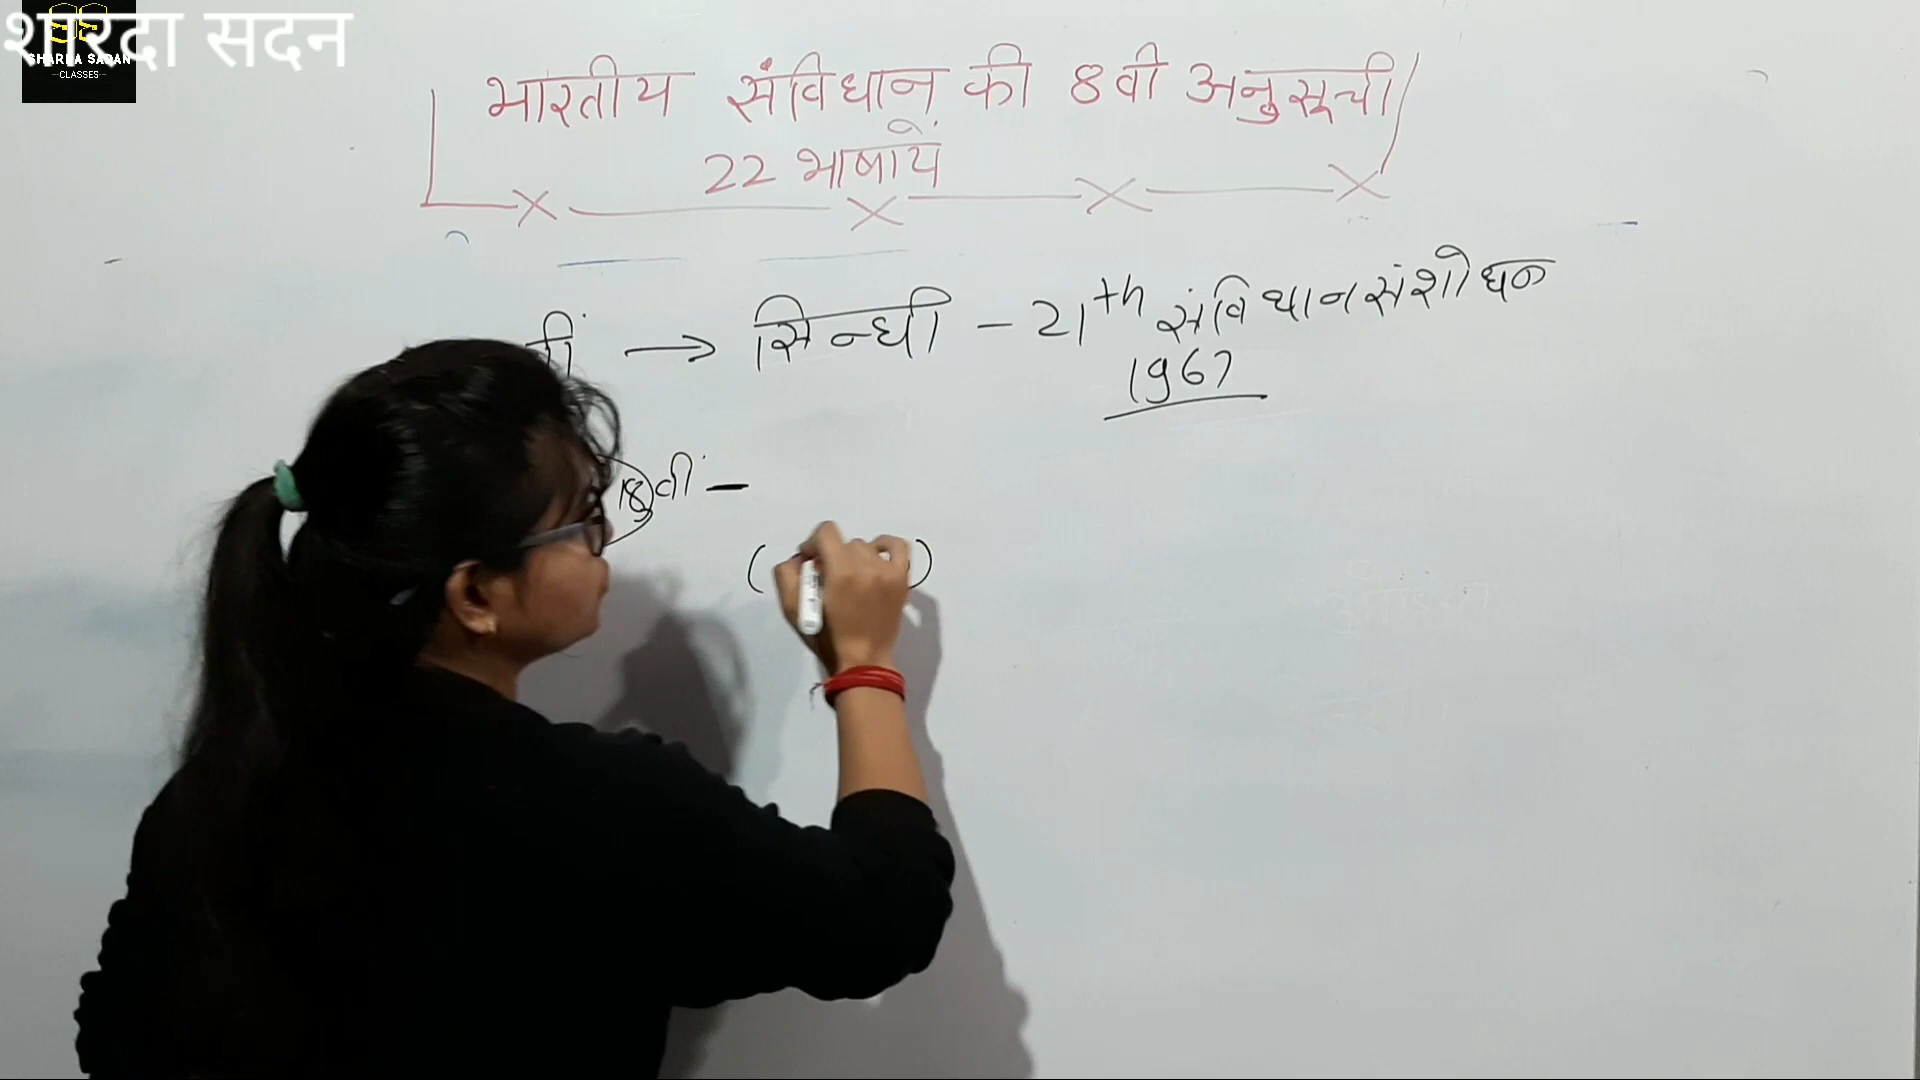 शारदा सदन
SHARDA SADAN
CLASSES
भारतीय संविधान की 8वी अनुसूची
22 भाषायें
वीं → सिन्धी - 21th संविधान संशोधन
1967
18वीं -
( )